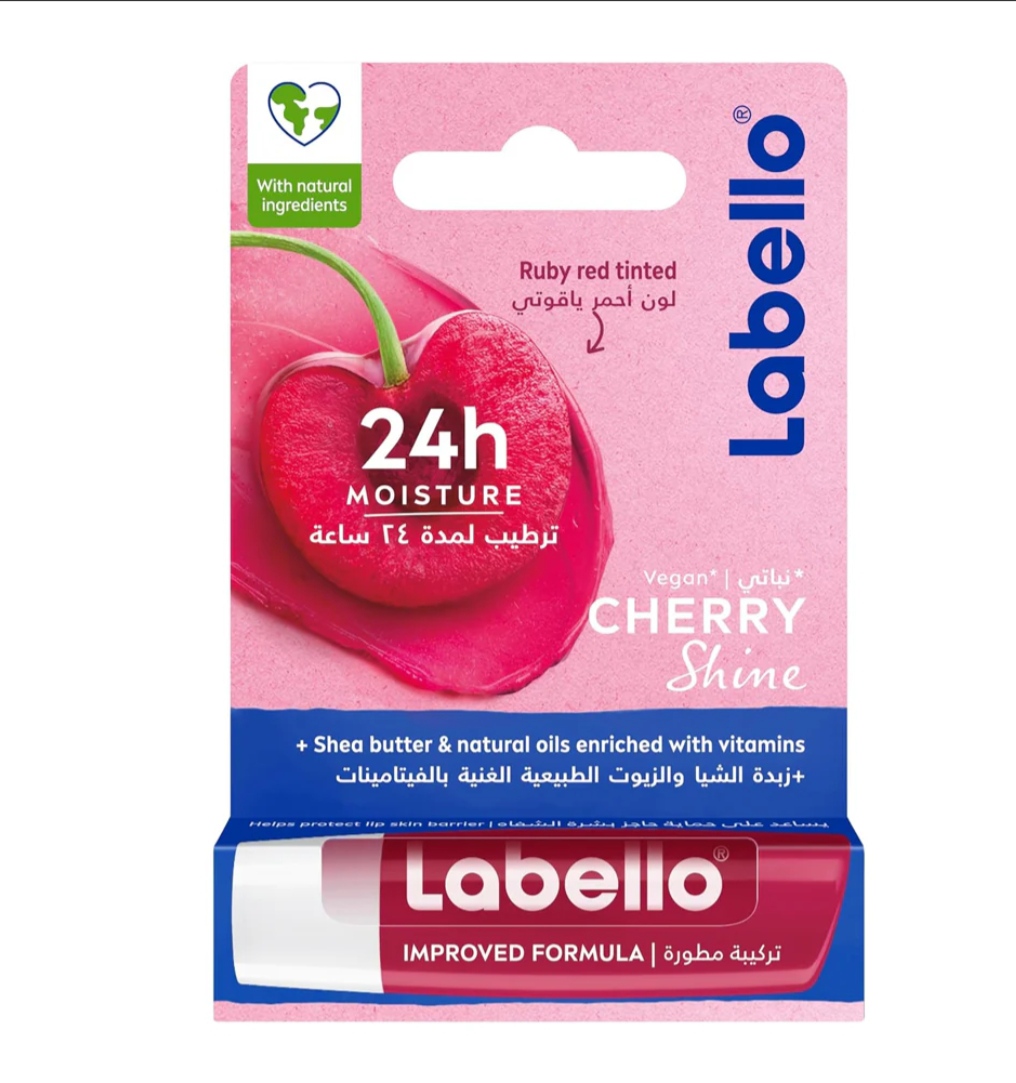 With natural
ingredients
Labello®
Ruby red tinted
لون أحمر ياقوتي
24h
MOISTURE
ترطيب لمدة ٢٤ ساعة
Vegan* | نباتي*
CHERRY
Shine
+ Shea butter & natural oils enriched with vitamins
+زبدة الشيا والزيوت الطبيعية الغنية بالفيتامينات
Helps protect lip skin barrier | يساعد على حماية حاجز بشرة الشفاه
Labello®
IMPROVED FORMULA | تركيبة مطورة